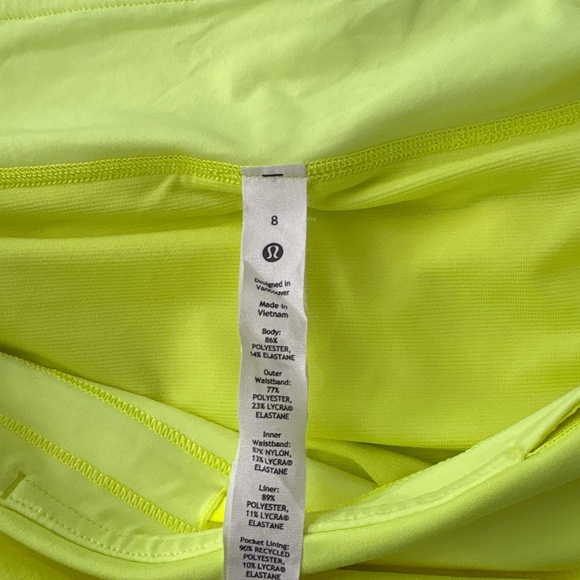 8
Designed in
Vancouver
Made in
Vietnam
Body:
86%
POLYESTER,
14% ELASTANE
Outer
Waistband:
77%
POLYESTER,
23% LYCRA®
ELASTANE
Inner
Waistband:
87% NYLON,
13% LYCRA®
ELASTANE
Liner:
89%
POLYESTER,
11% LYCRA®
ELASTANE
Pocket Lining:
90% RECYCLED
POLYESTER,
10% LYCRA®
ELASTANE